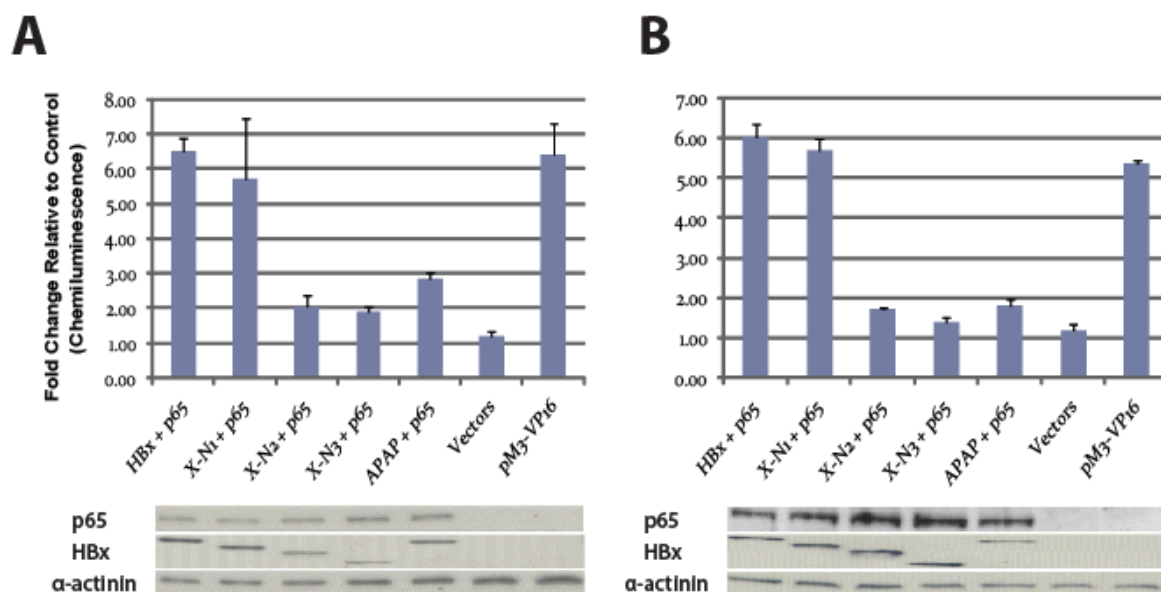 A
Fold Change Relative to Control
(Chemiluminescence)
8.00
7.00
6.00
5.00
4.00
3.00
2.00
1.00
0.00
HBx + p65
X-N1 + p65
X-N2 + p65
X-N3 + p65
APAP + p65
Vectors
pM3-VP16
p65
HBx
α-actinin
B
7.00
6.00
5.00
4.00
3.00
2.00
1.00
0.00
HBx + p65
X-N1 + p65
X-N2 + p65
X-N3 + p65
APAP + p65
Vectors
pM3-VP16
p65
HBx
α-actinin